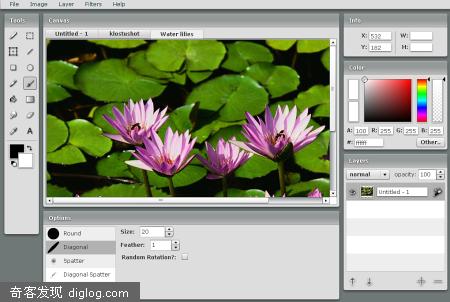 File Image Layer Filters Help
Tools
Canvas
Untitled - 1 klostushot Water lilies
Info
X: 532 W:
Y: 182 H:
Color
A: 100 R: 255 G: 255 B: 255
#: ffffff Other..
Layers
normal opacity: 100
Untitled - 1
Options
Round
Diagonal
Spatter
Diagonal Spatter
Size: 20
Feather: 1
Random Rotation?:
奇客发现 diglog.com